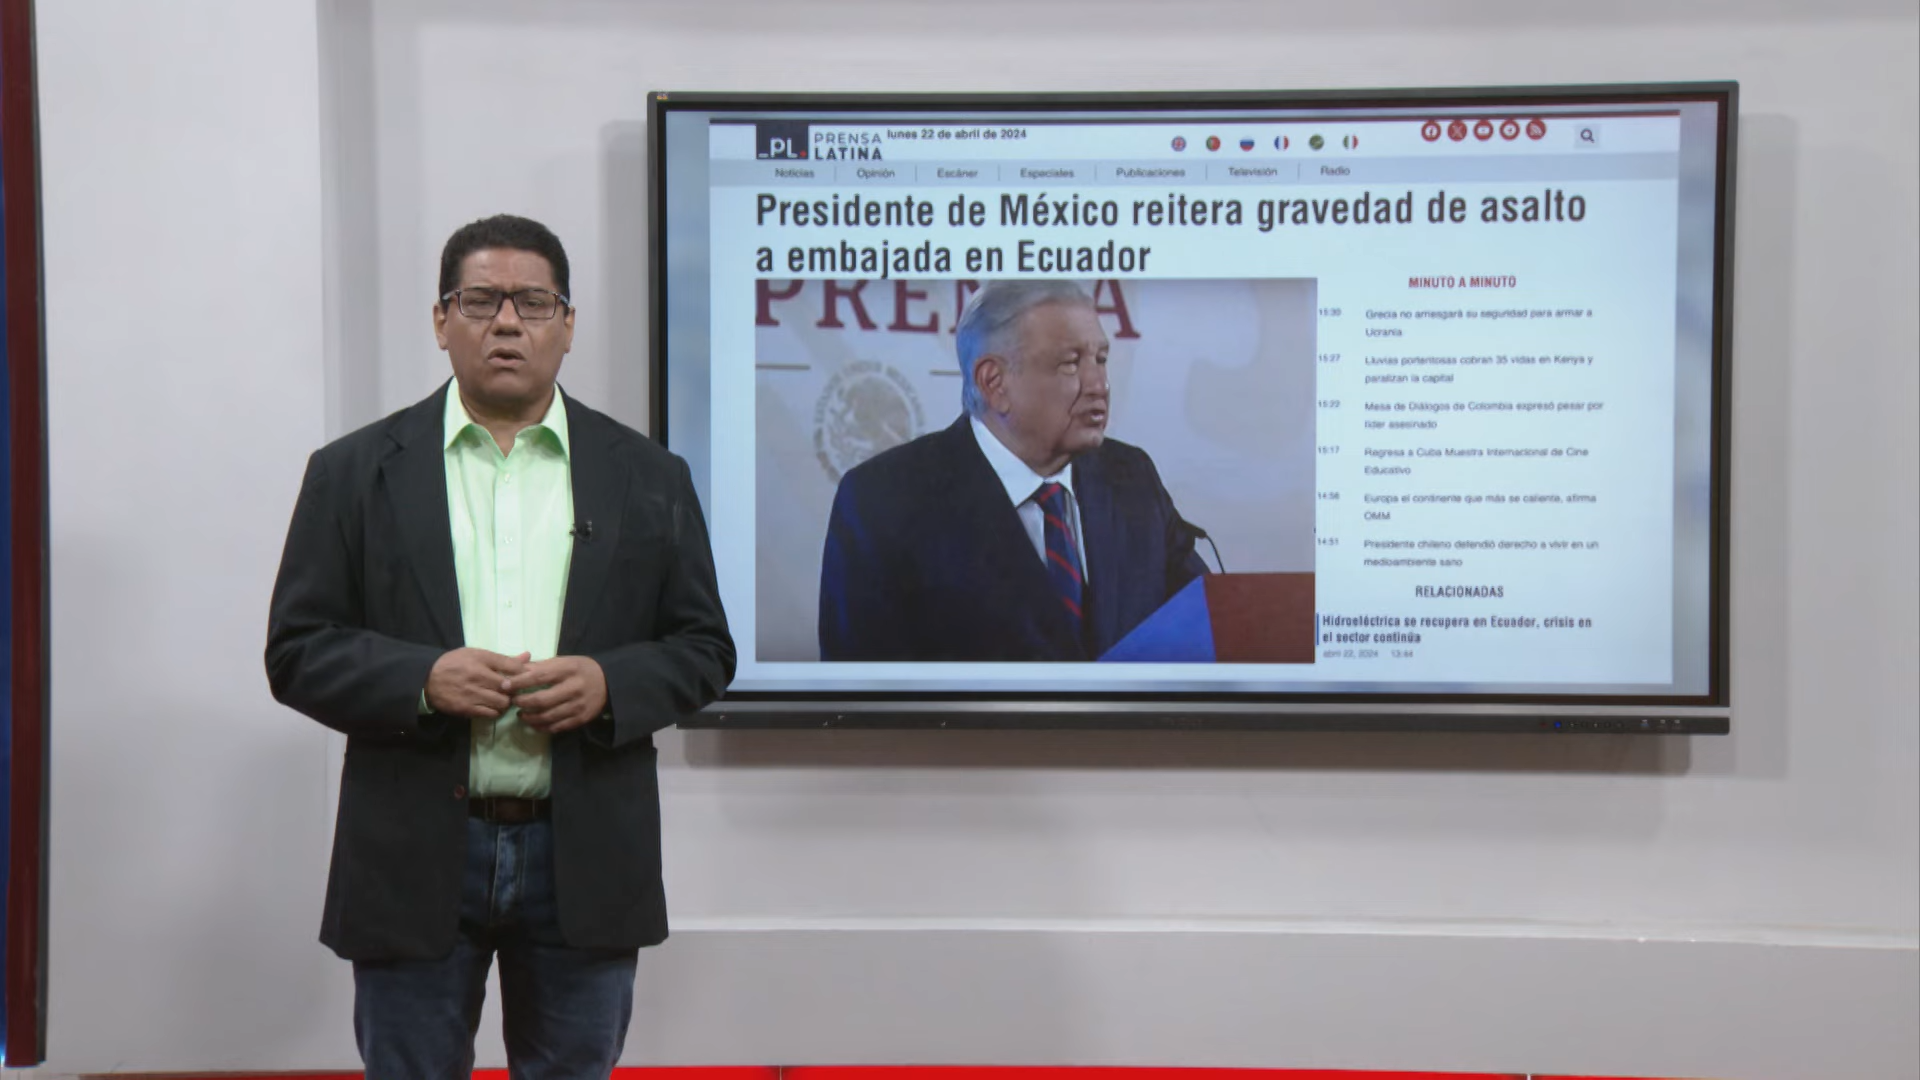 _PL.
PRENSA
LATINA
lunes 22 de abril de 2024
Noticias
Opinión
Escáner
Especiales
Publicaciones
Televisión
Radio
Presidente de México reitera gravedad de asalto
a embajada en Ecuador
PRENSA
MINUTO A MINUTO
15:30 Grecia no arriesgará su seguridad para armar a
Ucrania
15:27 Lluvias portentosas cobran 35 vidas en Kenya y
paralizan la capital
15:22 Mesa de Diálogos de Colombia expresó pesar por
líder asesinado
15:17 Regresa a Cuba Muestra Internacional de Cine
Educativo
14:56 Europa el continente que más se calienta, afirma
OMM
14:51 Presidente chileno defendió derecho a vivir en un
medioambiente sano
RELACIONADAS
Hidroeléctrica se recupera en Ecuador, crisis en
el sector continúa
abril 22, 2024 13:44